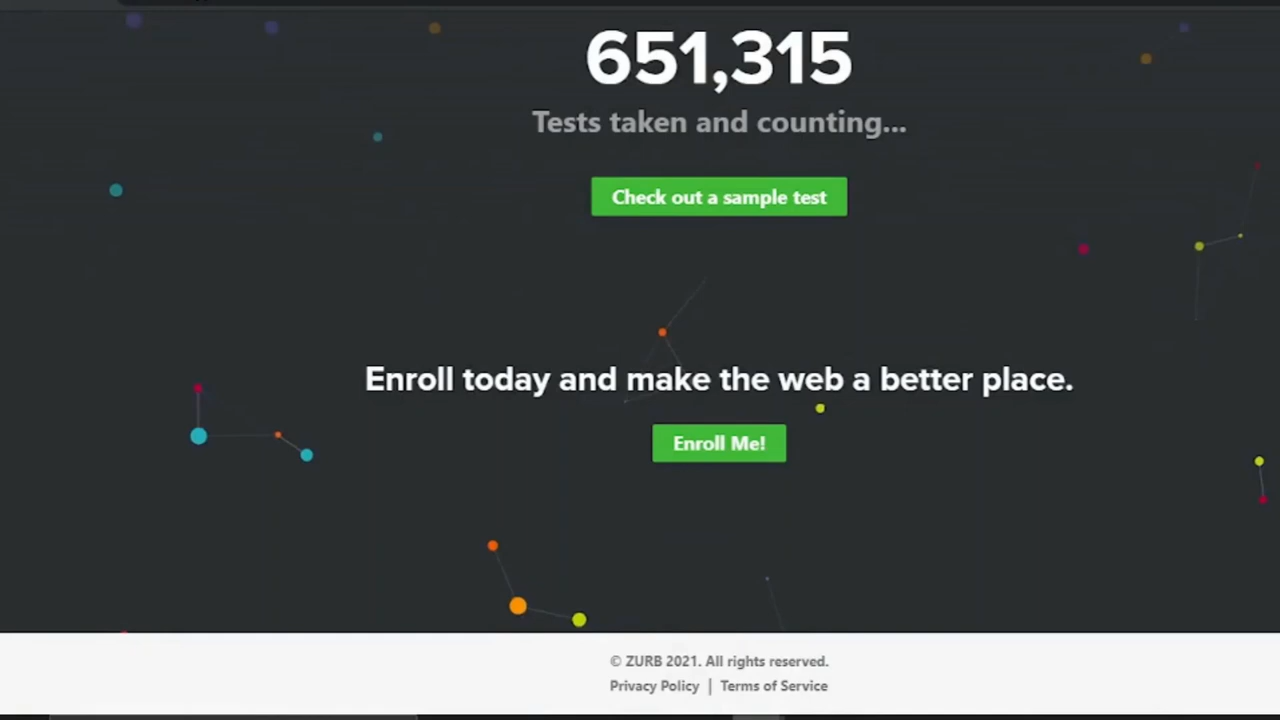 651,315
Tests taken and counting...
Check out a sample test
Enroll today and make the web a better place.
Enroll Me!
© ZURB 2021. All rights reserved.
Privacy Policy | Terms of Service